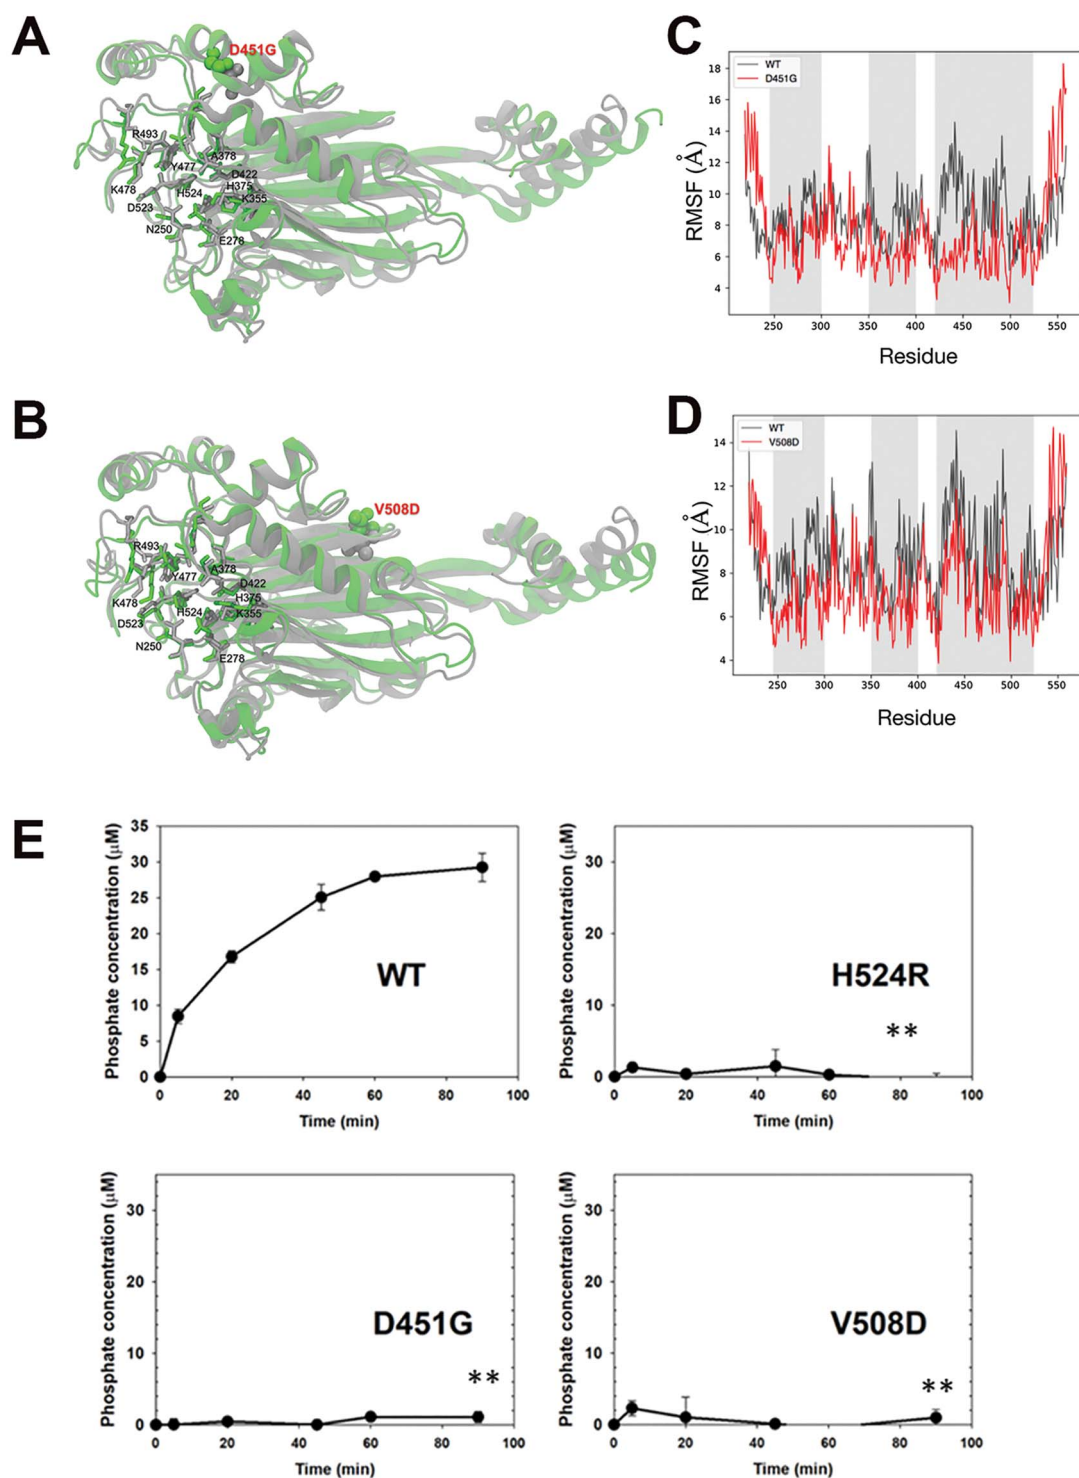 A
D451G
R493
A378
Y477
D422
H375
K478
H524
K355
D523
N250
E278
C
RMSF (Å)
18
16
14
12
10
8
6
4
WT
D451G
250 300 350 400 450 500 550
Residue
B
V508D
R493
A378
Y477
D422
H375
K478
H524
K355
D523
N250
E278
D
RMSF (Å)
14
12
10
8
6
4
WT
V508D
250 300 350 400 450 500 550
Residue
E
Phosphate concentration (μM)
35
30
25
20
15
10
5
0
WT
0 20 40 60 80 100
Time (min)
Phosphate concentration (μM)
30
20
10
0
H524R
**
0 20 40 60 80 100
Time (min)
Phosphate concentration (μM)
30
20
10
0
D451G
**
0 20 40 60 80 100
Time (min)
Phosphate concentration (μM)
30
20
10
0
V508D
**
0 20 40 60 80 100
Time (min)